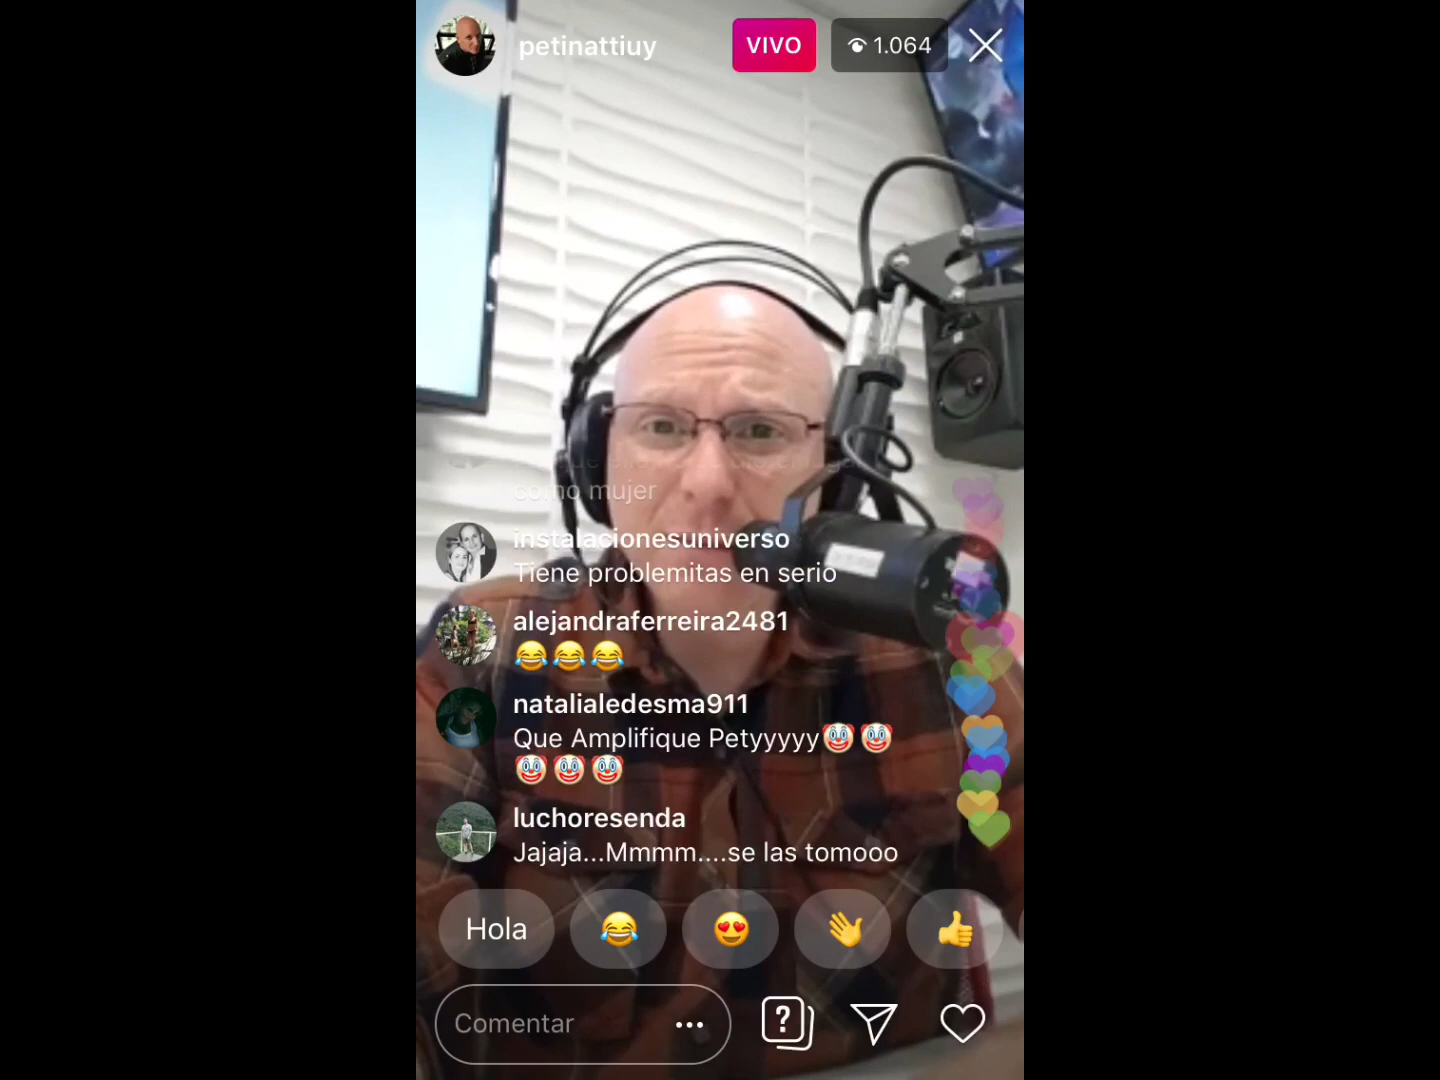 petinattiuy
VIVO
1.064
como mujer
instalacionesuniverso
Tiene problemitas en serio
alejandraferreira2481
😂😂😂
natalialedesma911
Que Amplifique Petyyyyy🤡🤡
🤡🤡🤡
luchoresenda
Jajaja...Mmmm....se las tomooo
Hola
Comentar